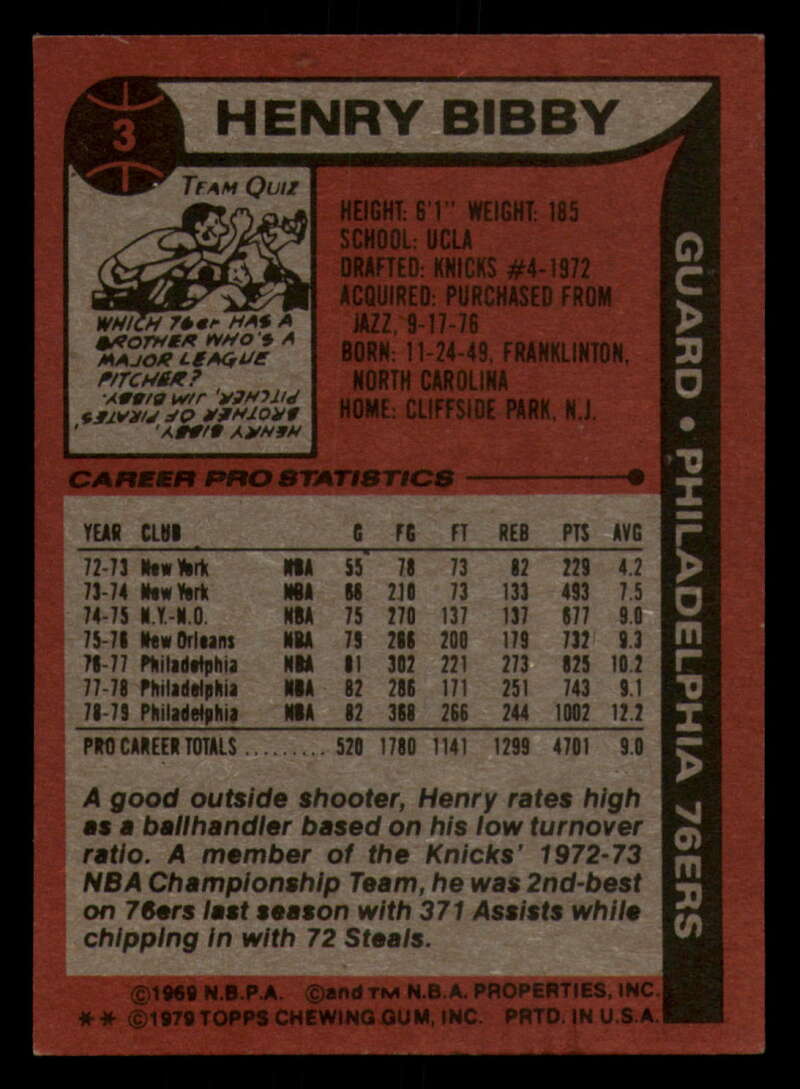 3
HENRY BIBBY
TEAM QUIZ
WHICH 76er HAS A
BROTHER WHO'S A
MAJOR LEAGUE
PITCHER?
HENRY BIBBY,
BROTHER OF PIRATES'
PITCHER, JIM BIBBY.
HEIGHT: 6'1" WEIGHT: 185
SCHOOL: UCLA
DRAFTED: KNICKS #4-1972
ACQUIRED: PURCHASED FROM
JAZZ, 9-17-76
BORN: 11-24-49, FRANKLINTON,
NORTH CAROLINA
HOME: CLIFFSIDE PARK, N.J.
GUARD • PHILADELPHIA 76ERS
CAREER PRO STATISTICS
YEAR CLUB G FG FT REB PTS AVG
72-73 New York NBA 55 78 73 82 229 4.2
73-74 New York NBA 66 210 73 133 493 7.5
74-75 N.Y.-N.O. NBA 75 270 137 137 677 9.0
75-76 New Orleans NBA 79 266 200 179 732 9.3
76-77 Philadelphia NBA 81 302 221 273 825 10.2
77-78 Philadelphia NBA 82 286 171 251 743 9.1
78-79 Philadelphia NBA 82 368 266 244 1002 12.2
PRO CAREER TOTALS ......... 520 1780 1141 1299 4701 9.0
A good outside shooter, Henry rates high
as a ballhandler based on his low turnover
ratio. A member of the Knicks' 1972-73
NBA Championship Team, he was 2nd-best
on 76ers last season with 371 Assists while
chipping in with 72 Steals.
©1969 N.B.P.A. ©and TM N.B.A. PROPERTIES, INC.
** ©1979 TOPPS CHEWING GUM, INC. PRTD. IN U.S.A.